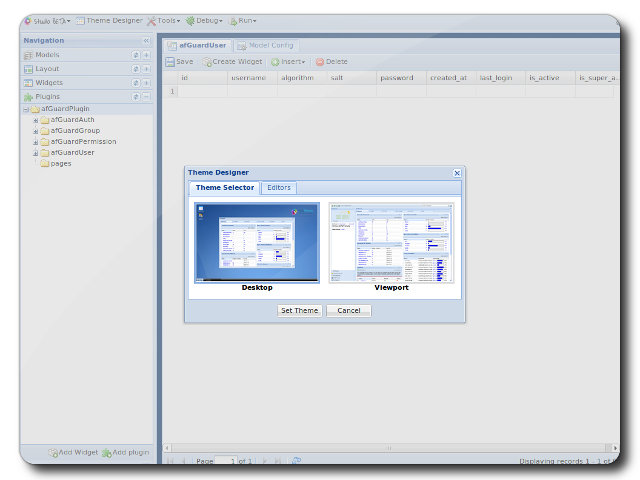 Studio BETA Theme Designer Tools Debug Run
Navigation
Models
Layout
Widgets
Plugins
afGuardPlugin
afGuardAuth
afGuardGroup
afGuardPermission
afGuardUser
pages
Add Widget Add plugin
afGuardUser Model Config
Save Create Widget Insert Delete
id username algorithm salt password created_at last_login is_active is_super_a...
1
Theme Designer
Theme Selector Editors
Desktop Viewport
Set Theme Cancel
Page 1 of 1 Displaying records 1 - 1 of